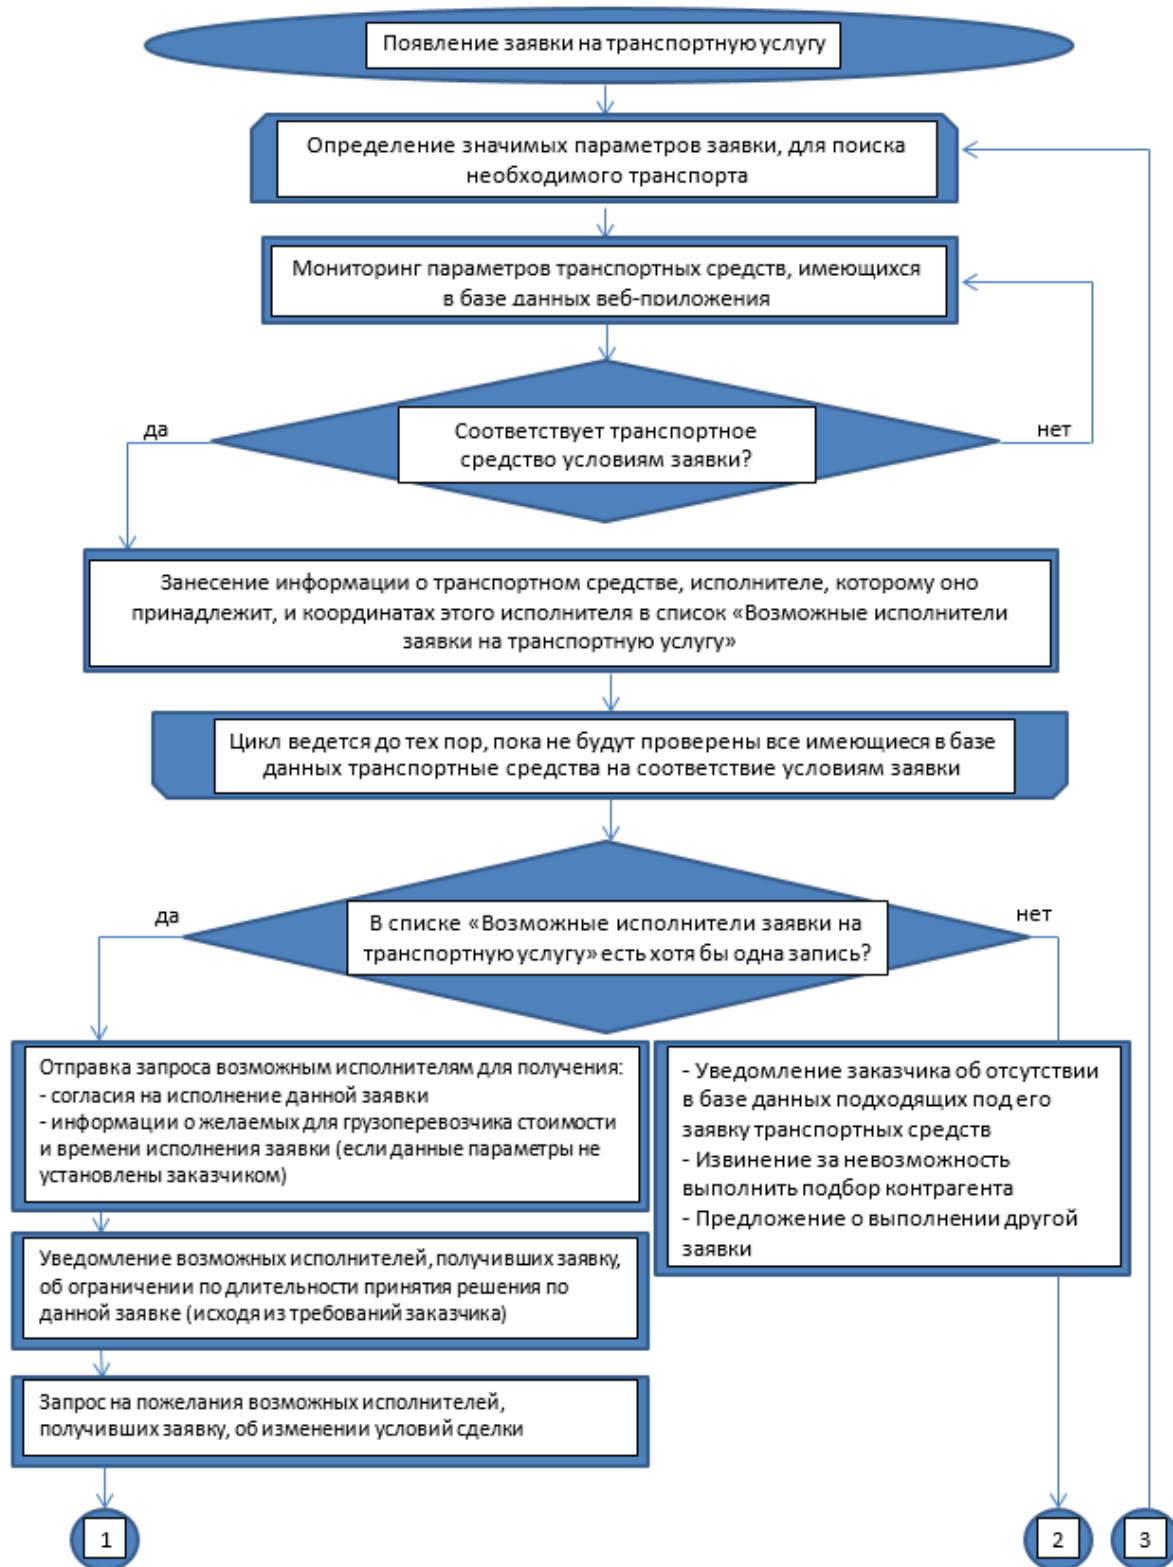 Появление заявки на транспортную услугу
Определение значимых параметров заявки, для поиска
необходимого транспорта
Мониторинг параметров транспортных средств, имеющихся
в базе данных веб-приложения
да
нет
Соответствует транспортное
средство условиям заявки?
Занесение информации о транспортном средстве, исполнителе, которому оно
принадлежит, и координатах этого исполнителя в список «Возможные исполнители
заявки на транспортную услугу»
Цикл ведется до тех пор, пока не будут проверены все имеющиеся в базе
данных транспортные средства на соответствие условиям заявки
да
нет
В списке «Возможные исполнители заявки на
транспортную услугу» есть хотя бы одна запись?
Отправка запроса возможным исполнителям для получения:
- согласия на исполнение данной заявки
- информации о желаемых для грузоперевозчика стоимости
и времени исполнения заявки (если данные параметры не
установлены заказчиком)
- Уведомление заказчика об отсутствии
в базе данных подходящих под его
заявку транспортных средств
- Извинение за невозможность
выполнить подбор контрагента
- Предложение о выполнении другой
заявки
Уведомление возможных исполнителей, получивших заявку,
об ограничении по длительности принятия решения по
данной заявке (исходя из требований заказчика)
Запрос на пожелания возможных исполнителей,
получивших заявку, об изменении условий сделки
1
2
3